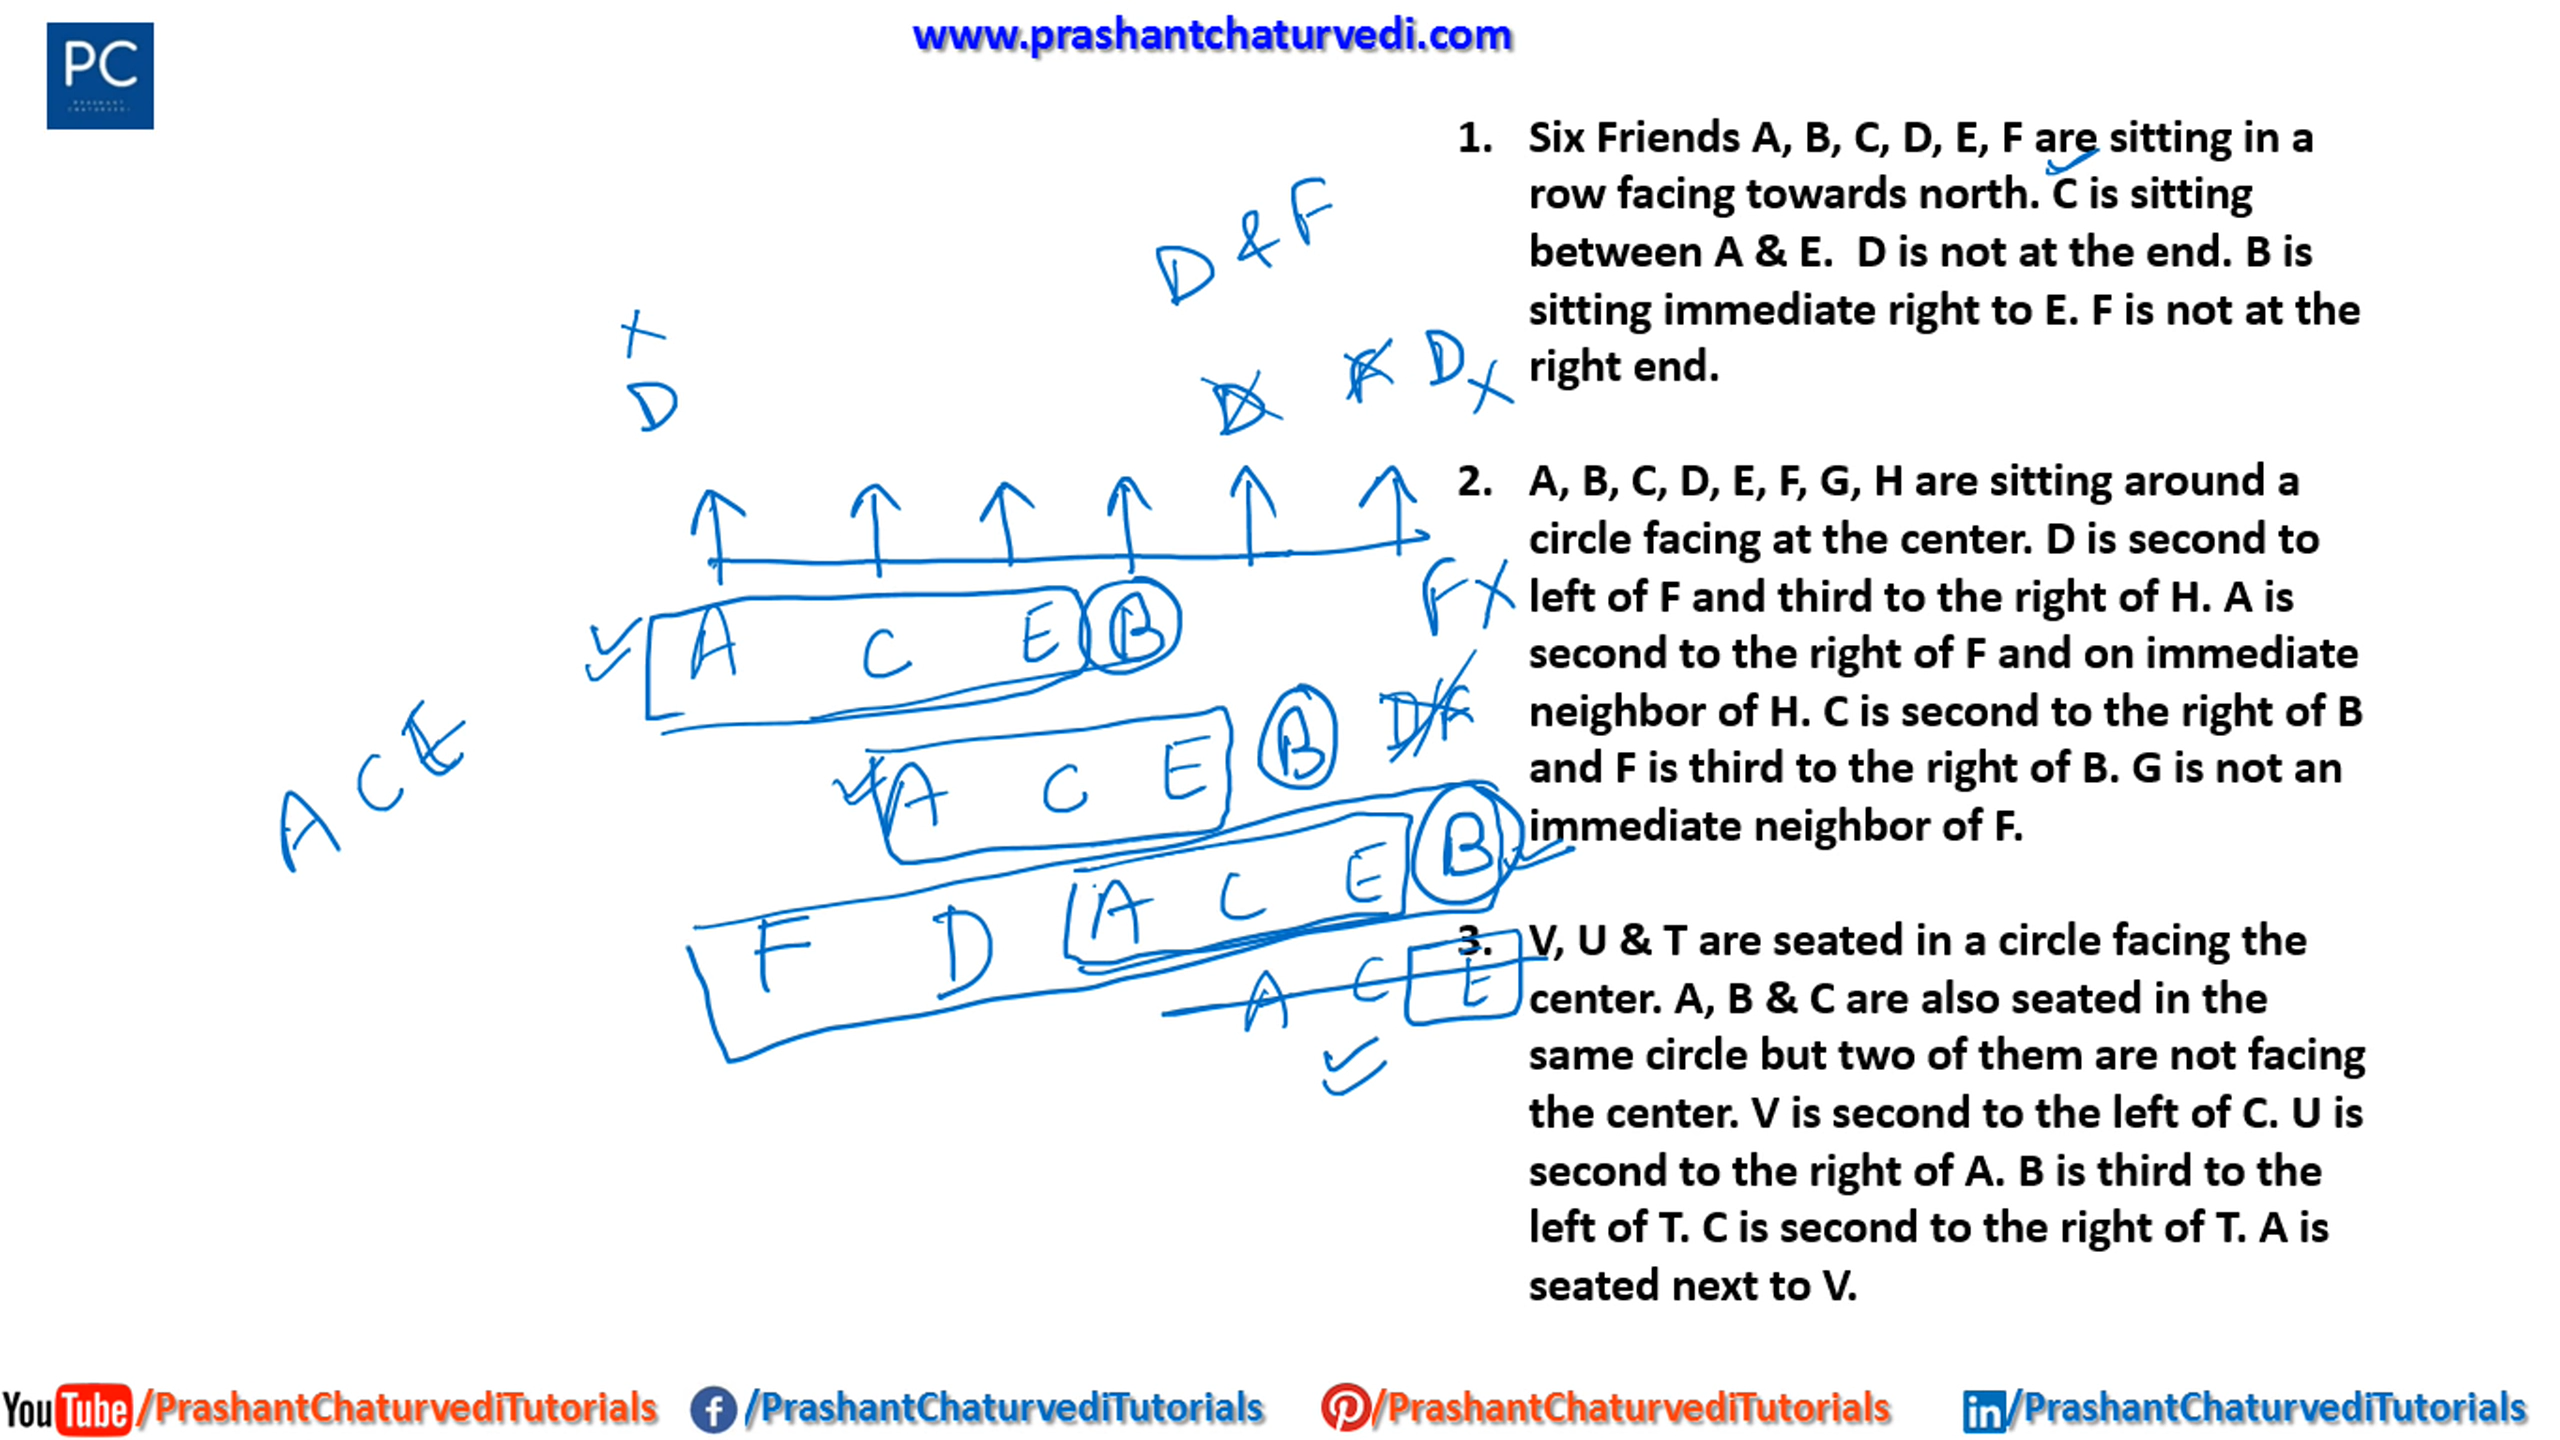 www.prashantchaturvedi.com
PC
PRASHANT
CHATURVEDI
1. Six Friends A, B, C, D, E, F are sitting in a
row facing towards north. C is sitting
between A & E. D is not at the end. B is
sitting immediate right to E. F is not at the
right end.
2. A, B, C, D, E, F, G, H are sitting around a
circle facing at the center. D is second to
left of F and third to the right of H. A is
second to the right of F and on immediate
neighbor of H. C is second to the right of B
and F is third to the right of B. G is not an
immediate neighbor of F.
3. V, U & T are seated in a circle facing the
center. A, B & C are also seated in the
same circle but two of them are not facing
the center. V is second to the left of C. U is
second to the right of A. B is third to the
left of T. C is second to the right of T. A is
seated next to V.
D & F
D
D F D
A C E B
F
A C E
A C E B D/F
F D A C E B
A C E
YouTube/PrashantChaturvediTutorials
f/PrashantChaturvediTutorials
/PrashantChaturvediTutorials
in/PrashantChaturvediTutorials